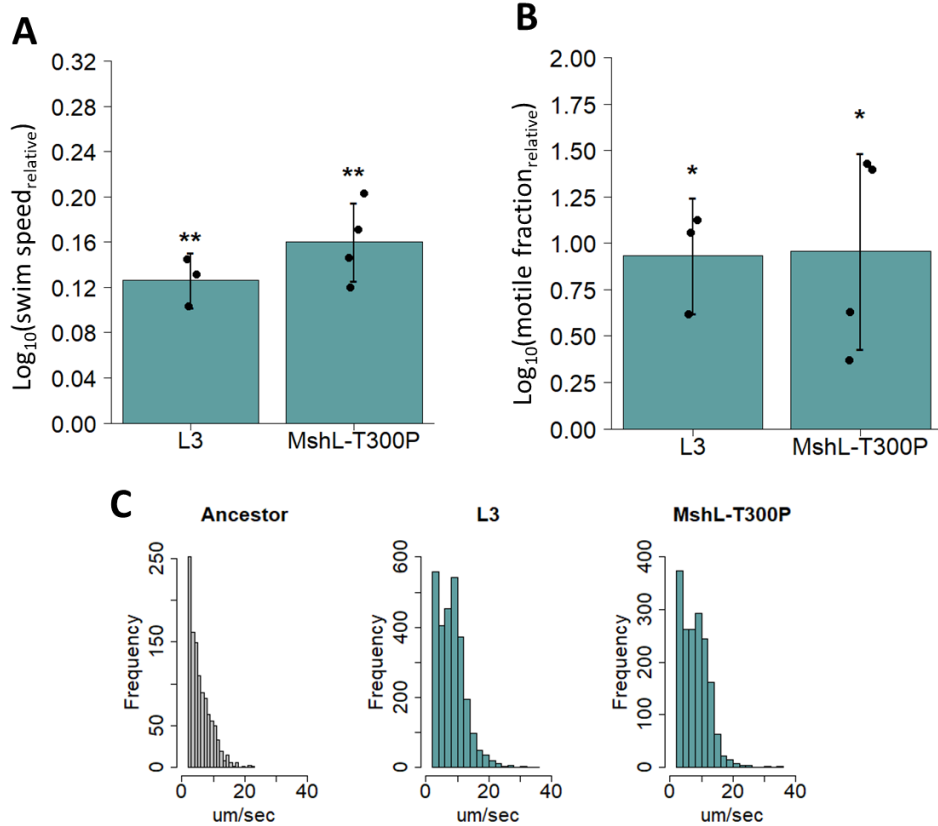 A
Log10(swim speedrelative)
0.32
0.28
0.24
0.20
0.16
0.12
0.08
0.04
0.00
**
**
L3 MshL-T300P
B
Log10(motile fractionrelative)
2.00
1.75
1.50
1.25
1.00
0.75
0.50
0.25
0.00
*
*
L3 MshL-T300P
C
Ancestor
Frequency
250
150
50
0
0 20 40
um/sec
L3
Frequency
600
400
200
0
0 20 40
um/sec
MshL-T300P
Frequency
400
300
200
100
0
0 20 40
um/sec